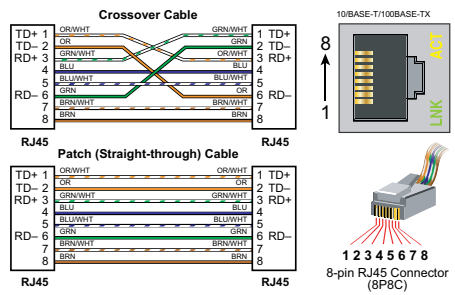 Crossover Cable
TD+ 1 OR/WHT GRN/WHT 1 TD+
TD– 2 OR GRN 2 TD–
RD+ 3 GRN/WHT OR/WHT 3 RD+
4 BLU BLU 4
5 BLU/WHT BLU/WHT 5
RD– 6 GRN OR 6 RD–
7 BRN/WHT BRN/WHT 7
8 BRN BRN 8
RJ45 RJ45
Patch (Straight-through) Cable
TD+ 1 OR/WHT OR/WHT 1 TD+
TD– 2 OR OR 2 TD–
RD+ 3 GRN/WHT GRN/WHT 3 RD+
4 BLU BLU 4
5 BLU/WHT BLU/WHT 5
RD– 6 GRN GRN 6 RD–
7 BRN/WHT BRN/WHT 7
8 BRN BRN 8
RJ45 RJ45
10/BASE-T/100BASE-TX
8
1
ACT
LNK
1 2 3 4 5 6 7 8
8-pin RJ45 Connector
(8P8C)